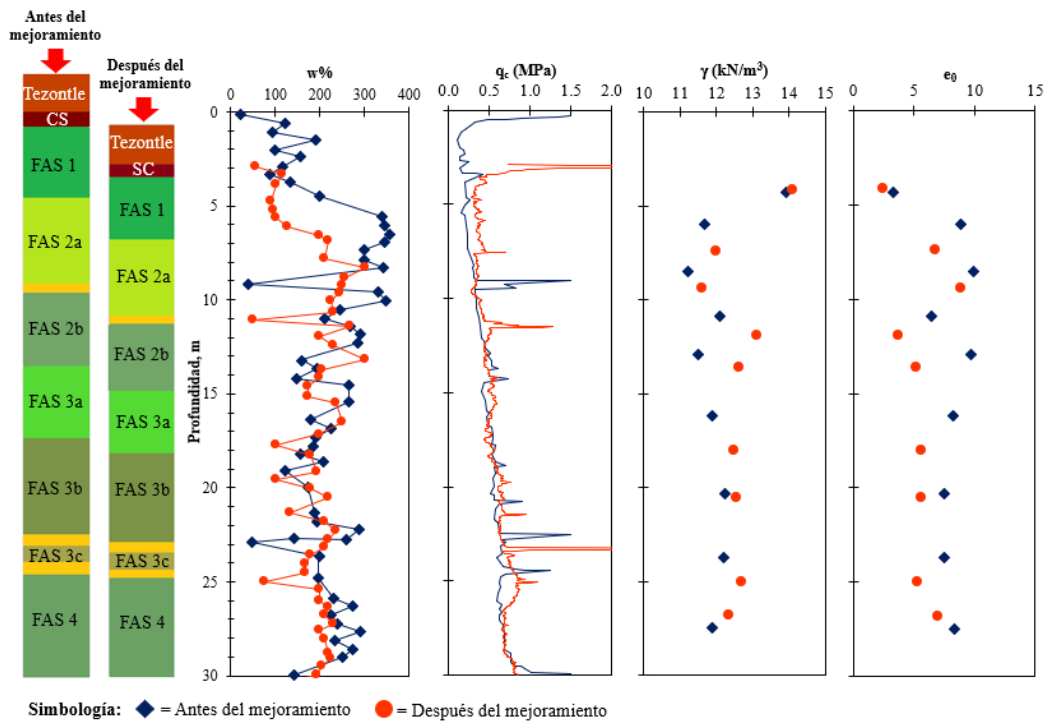 Antes del
mejoramiento
Después del
mejoramiento
Tezontle
CS
FAS 1
FAS 2a
FAS 2b
FAS 3a
FAS 3b
FAS 3c
FAS 4
Tezontle
SC
FAS 1
FAS 2a
FAS 2b
FAS 3a
FAS 3b
FAS 3c
FAS 4
w%
0 100 200 300 400
Profundidad, m
0
5
10
15
20
25
30
qc (MPa)
0.0 0.5 1.0 1.5 2.0
γ (kN/m³)
10 11 12 13 14 15
e0
0 5 10 15
Simbología: = Antes del mejoramiento = Después del mejoramiento